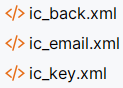 </> ic_back.xml
</> ic_email.xml
</> ic_key.xml